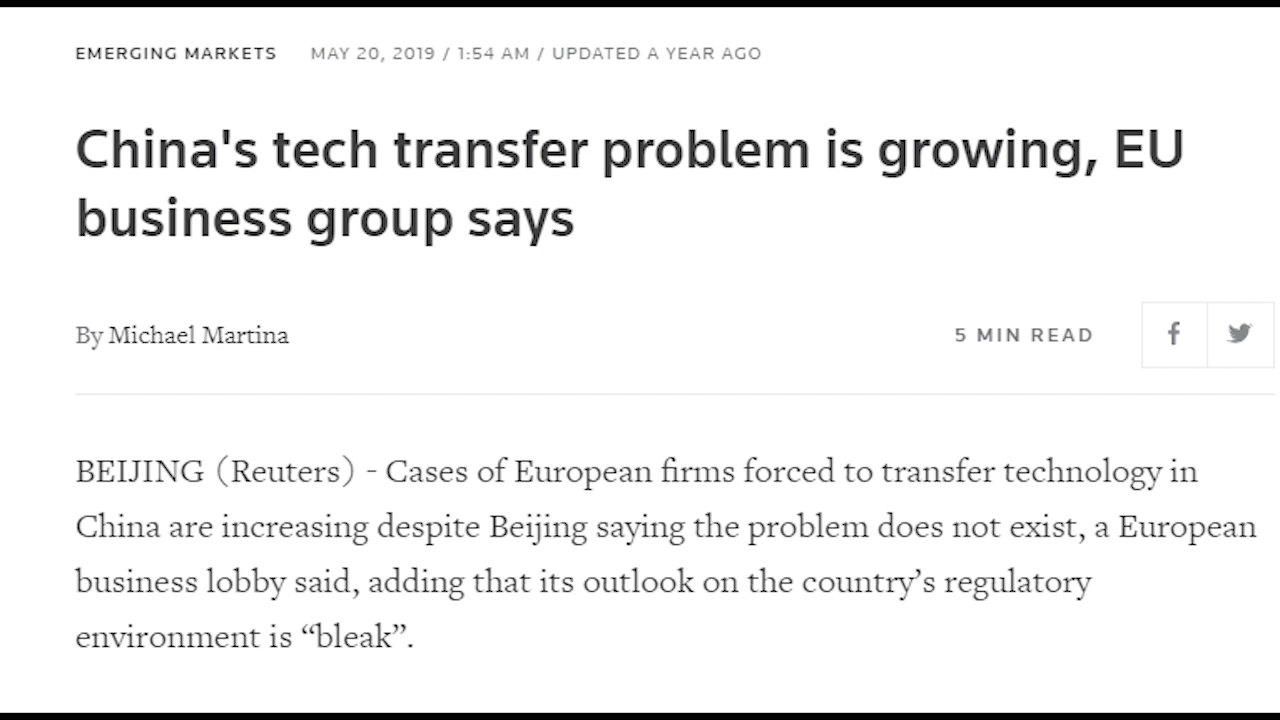 EMERGING MARKETS MAY 20, 2019 / 1:54 AM / UPDATED A YEAR AGO
China's tech transfer problem is growing, EU
business group says
By Michael Martina 5 MIN READ
BEIJING (Reuters) - Cases of European firms forced to transfer technology in
China are increasing despite Beijing saying the problem does not exist, a European
business lobby said, adding that its outlook on the country’s regulatory
environment is “bleak”.